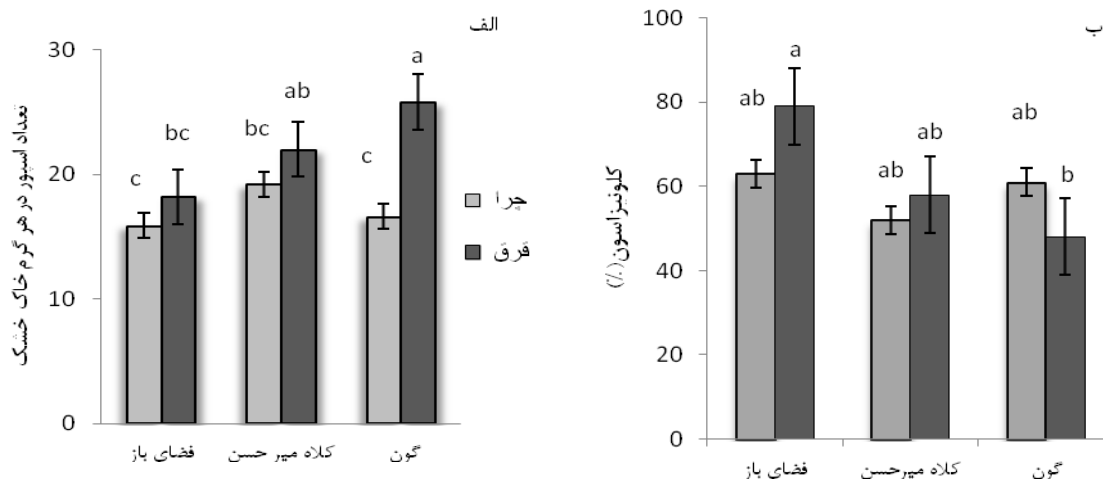 الف
تعداد اسپور در هر گرم خاک خشک
30
20
10
0
c
bc
bc
ab
c
a
فضای باز
کلاه میر حسن
گون
چرا
قرق
ب
کلونیزاسون(٪)
100
80
60
40
20
0
ab
a
ab
ab
ab
b
فضای باز
کلاه میرحسن
گون